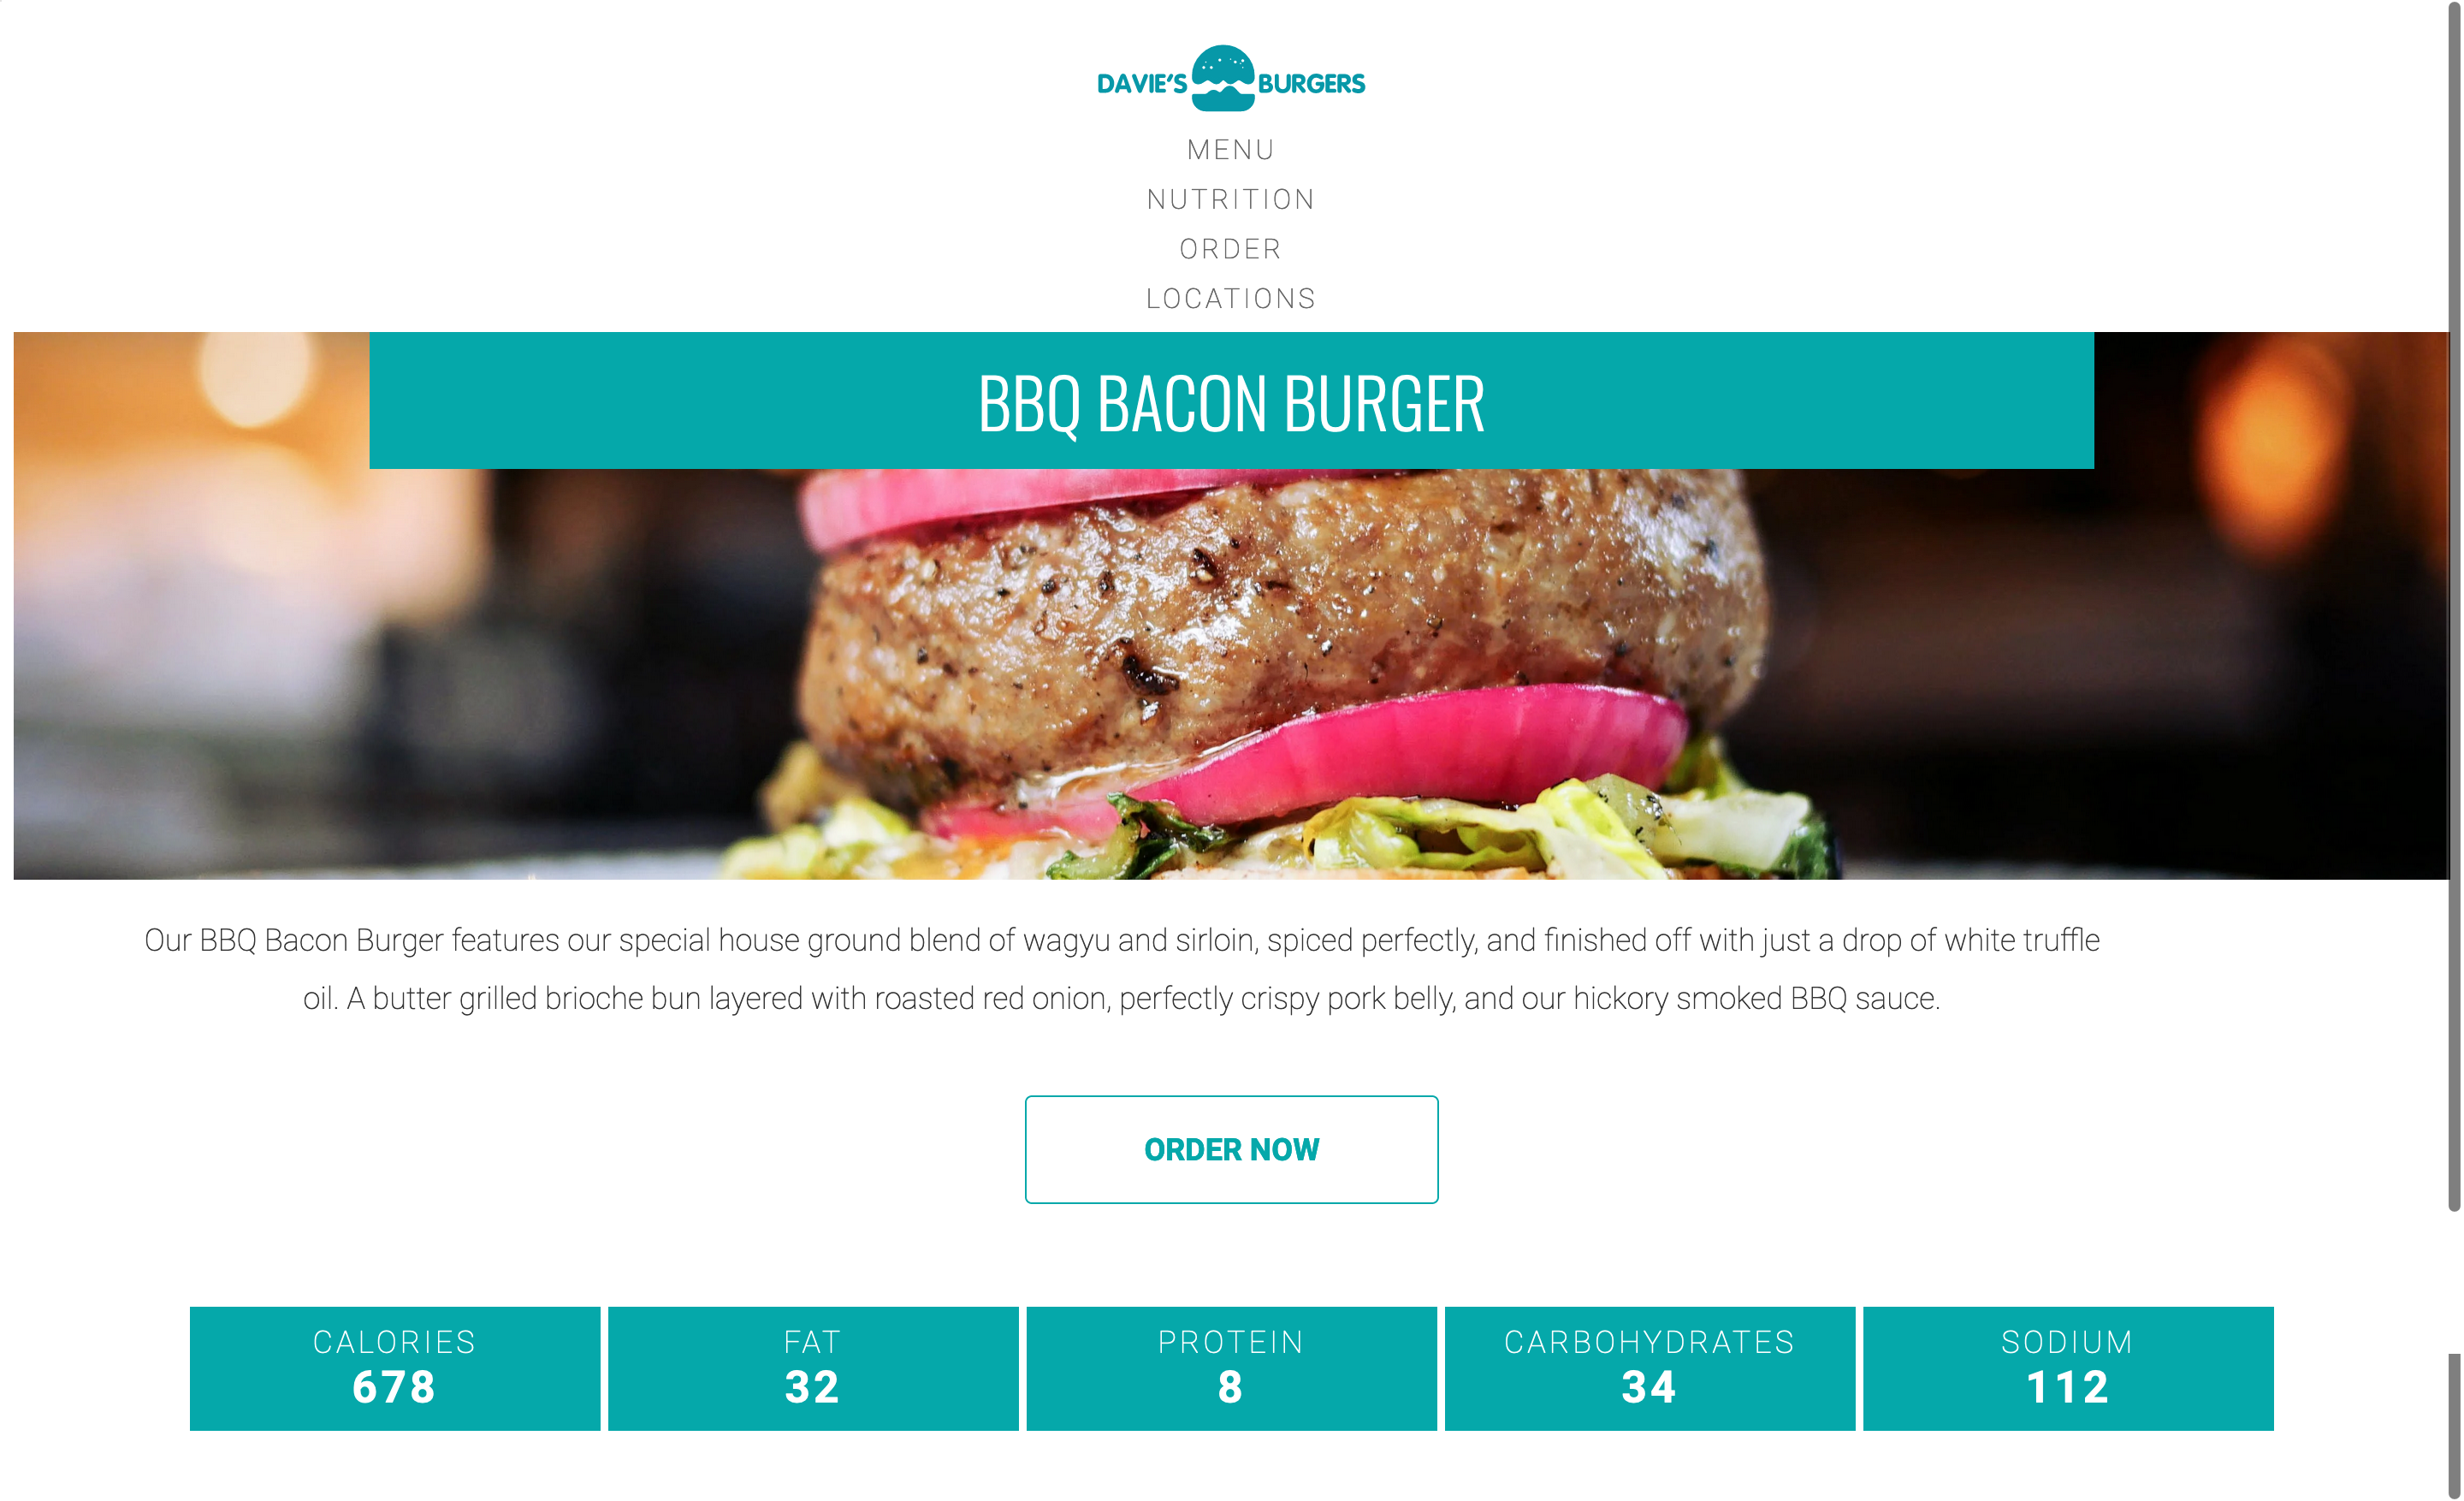 DAVIE'S BURGERS
MENU
NUTRITION
ORDER
LOCATIONS
BBQ BACON BURGER
Our BBQ Bacon Burger features our special house ground blend of wagyu and sirloin, spiced perfectly, and finished off with just a drop of white truffle
oil. A butter grilled brioche bun layered with roasted red onion, perfectly crispy pork belly, and our hickory smoked BBQ sauce.
ORDER NOW
CALORIES
678
FAT
32
PROTEIN
8
CARBOHYDRATES
34
SODIUM
112